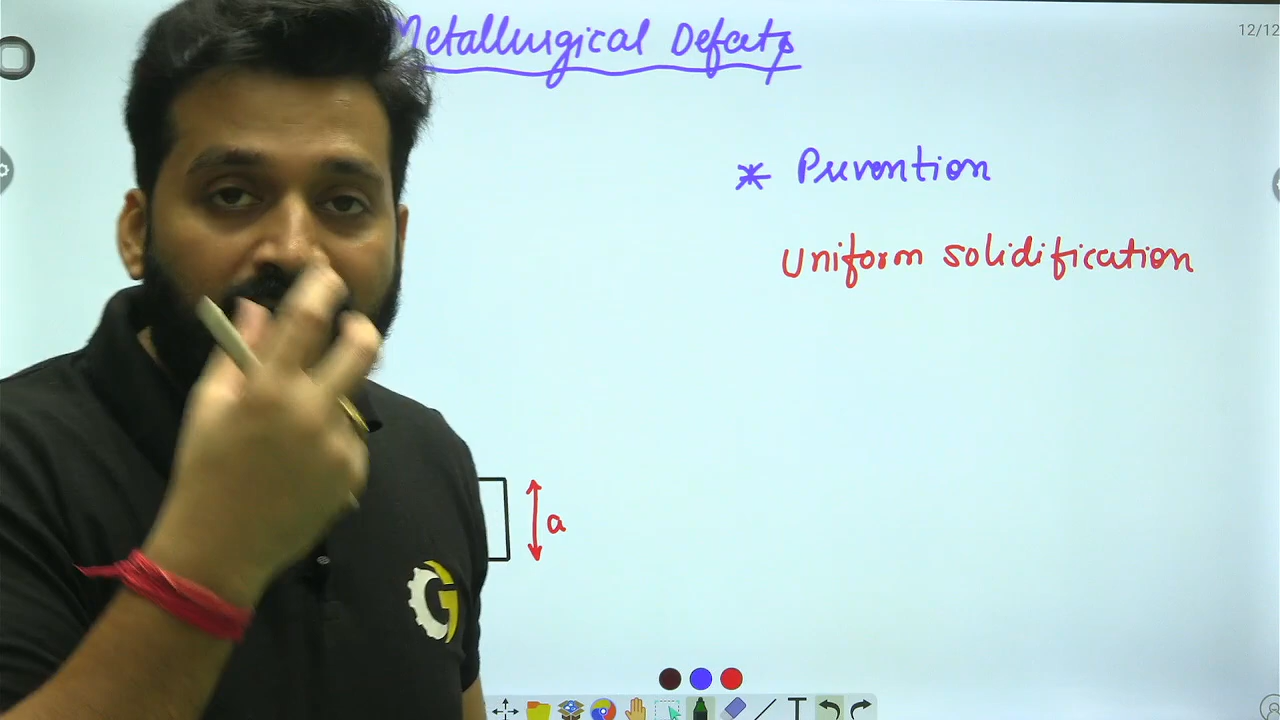 Metallurgical Defects
12/12
* Prevention
Uniform solidification
a
G
T